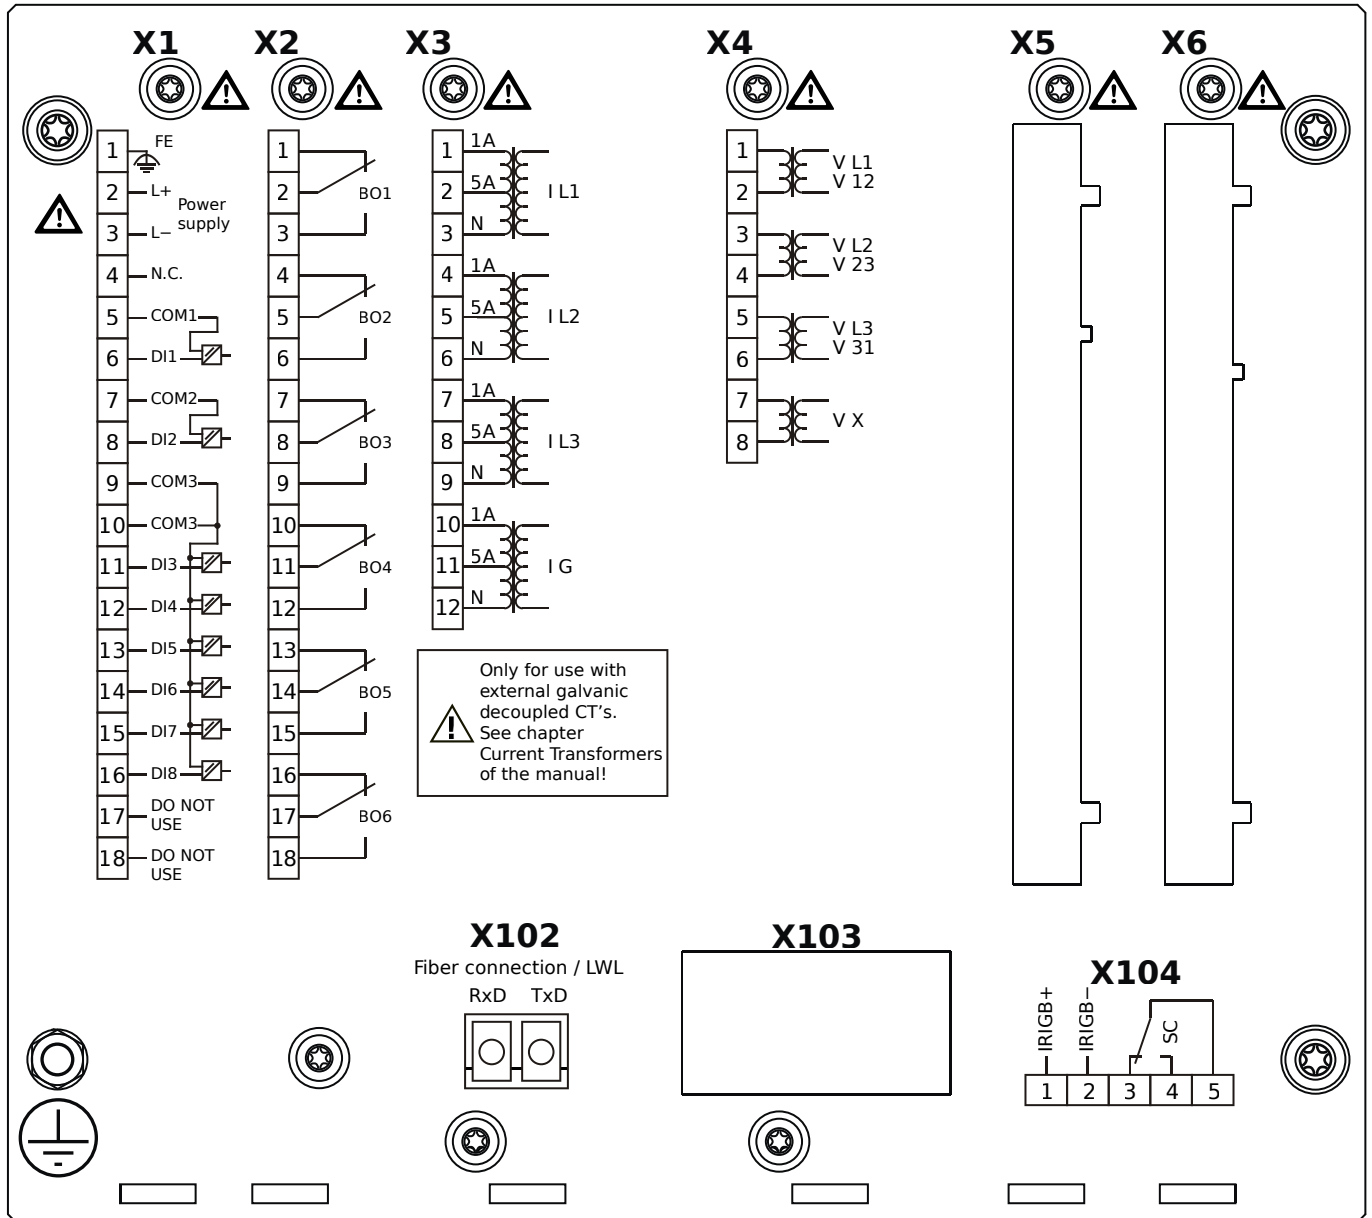 X1 X2 X3 X4 X5 X6
1 FE
2 L+ Power
3 L− supply
4 N.C.
5 COM1
6 DI1
7 COM2
8 DI2
9 COM3
10 COM3
11 DI3
12 DI4
13 DI5
14 DI6
15 DI7
16 DI8
17 DO NOT
USE
18 DO NOT
USE
1
2 BO1
3
4
5 BO2
6
7
8 BO3
9
10
11 BO4
12
13
14 BO5
15
16
17 BO6
18
1 1A
2 5A I L1
3 N
4 1A
5 5A I L2
6 N
7 1A
8 5A I L3
9 N
10 1A
11 5A I G
12 N
Only for use with
external galvanic
decoupled CT's.
See chapter
Current Transformers
of the manual!
1 V L1
2 V 12
3 V L2
4 V 23
5 V L3
6 V 31
7 V X
8
X102
Fiber connection / LWL
RxD TxD
X103
X104
IRIGB+
IRIGB−
SC
1 2 3 4 5